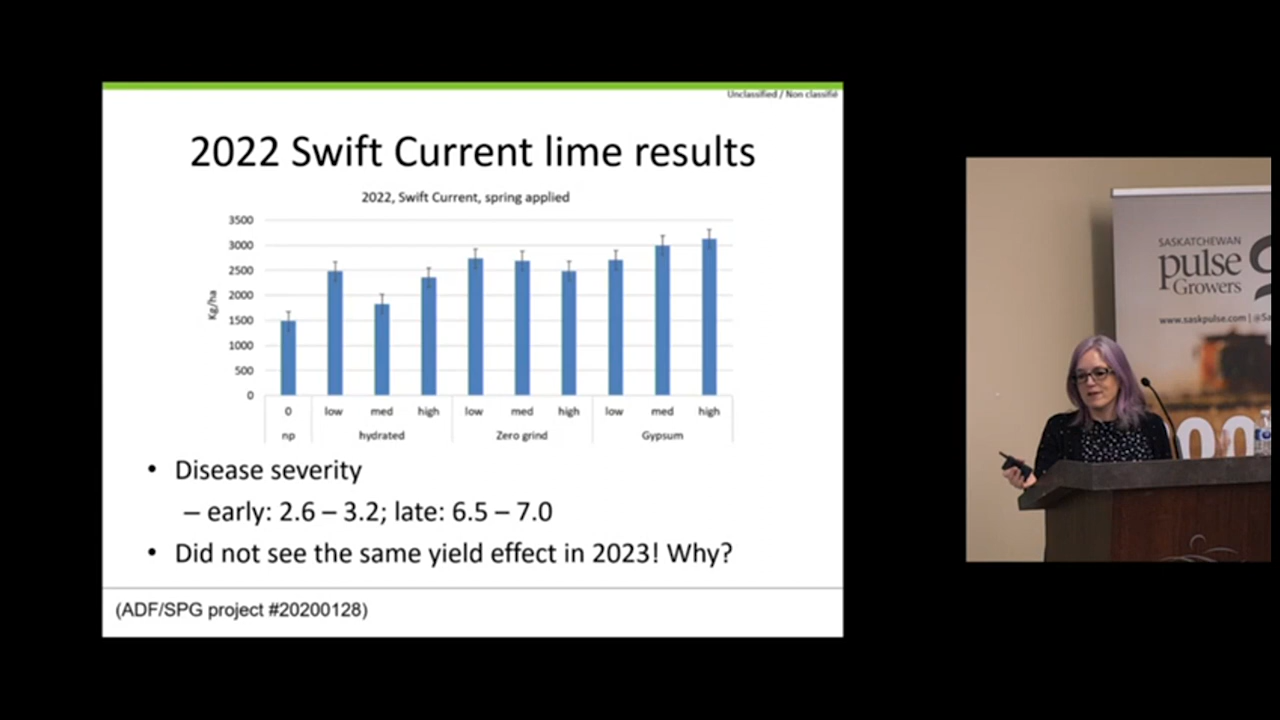 Unclassified / Non classifié
2022 Swift Current lime results
2022, Swift Current, spring applied
3500
3000
2500
2000
1500
1000
500
0
Kg/ha
0 low med high low med high low med high
np hydrated Zero grind Gypsum
• Disease severity
– early: 2.6 – 3.2; late: 6.5 – 7.0
• Did not see the same yield effect in 2023! Why?
(ADF/SPG project #20200128)
SASKATCHEWAN
pulse
Growers
www.saskpulse.com | @Sa